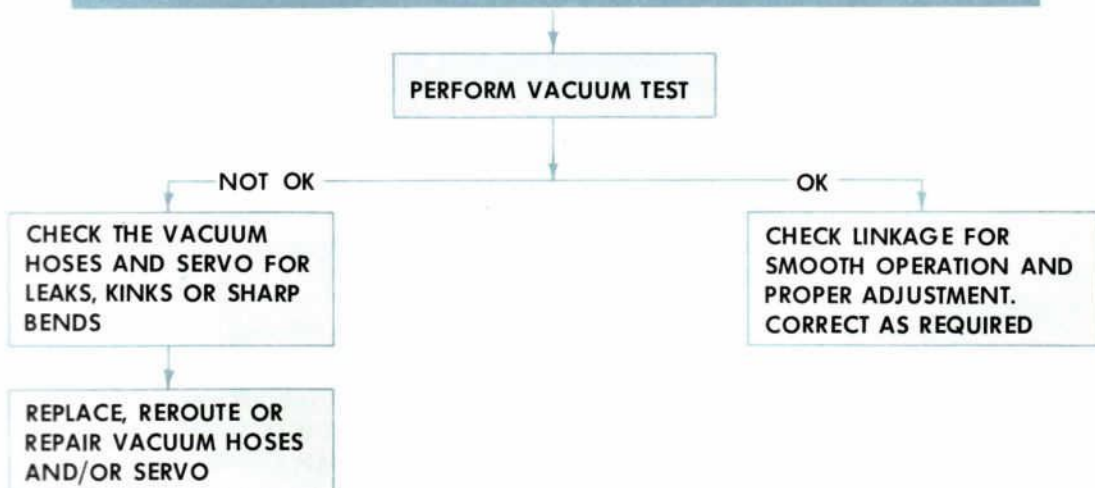 PERFORM VACUUM TEST
NOT OK
OK
CHECK THE VACUUM
HOSES AND SERVO FOR
LEAKS, KINKS OR SHARP
BENDS
CHECK LINKAGE FOR
SMOOTH OPERATION AND
PROPER ADJUSTMENT.
CORRECT AS REQUIRED
REPLACE, REROUTE OR
REPAIR VACUUM HOSES
AND/OR SERVO